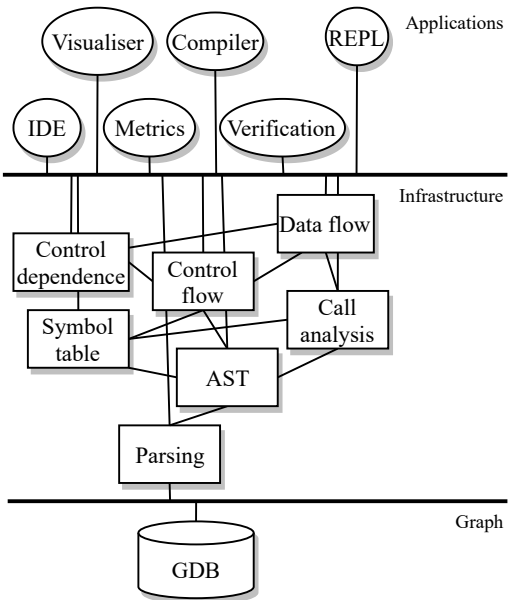 Applications
Visualiser
Compiler
REPL
IDE
Metrics
Verification
Infrastructure
Data flow
Control
dependence
Control
flow
Call
analysis
Symbol
table
AST
Parsing
Graph
GDB